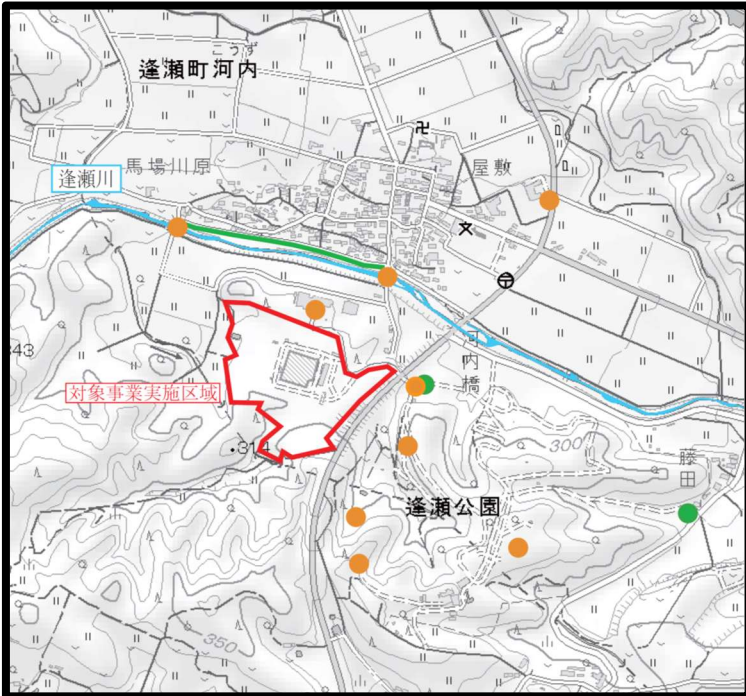 こうず
逢瀬町河内
馬場川原
屋敷
逢瀬川
河内橋
対象事業実施区域
343
.314
300
藤田
逢瀬公園
350